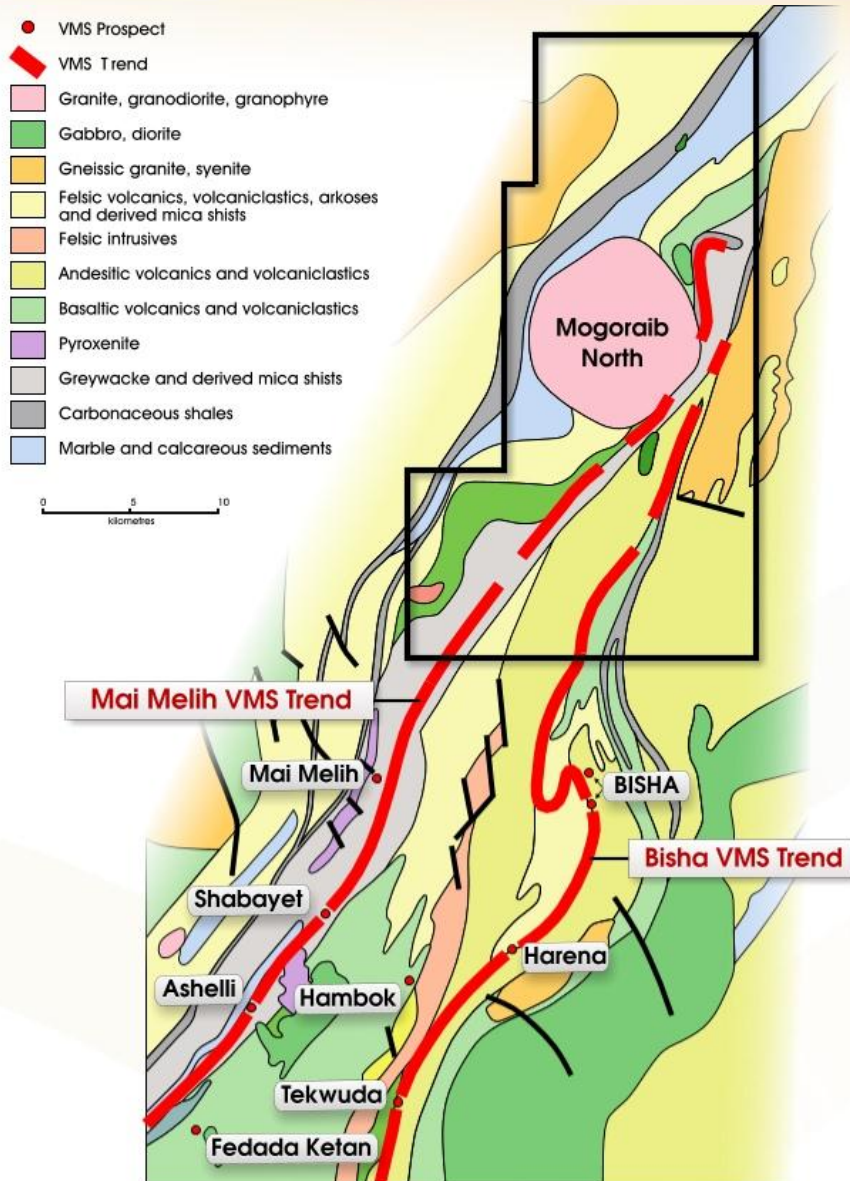 VMS Prospect
VMS Trend
Granite, granodiorite, granophyre
Gabbro, diorite
Gneissic granite, syenite
Felsic volcanics, volcaniclastics, arkoses
and derived mica shists
Felsic intrusives
Andesitic volcanics and volcaniclastics
Basaltic volcanics and volcaniclastics
Pyroxenite
Greywacke and derived mica shists
Carbonaceous shales
Marble and calcareous sediments
0 5 10
kilometres
Mogoraib
North
Mai Melih VMS Trend
Mai Melih
BISHA
Bisha VMS Trend
Shabayet
Harena
Ashelli
Hambok
Tekwuda
Fedada Ketan